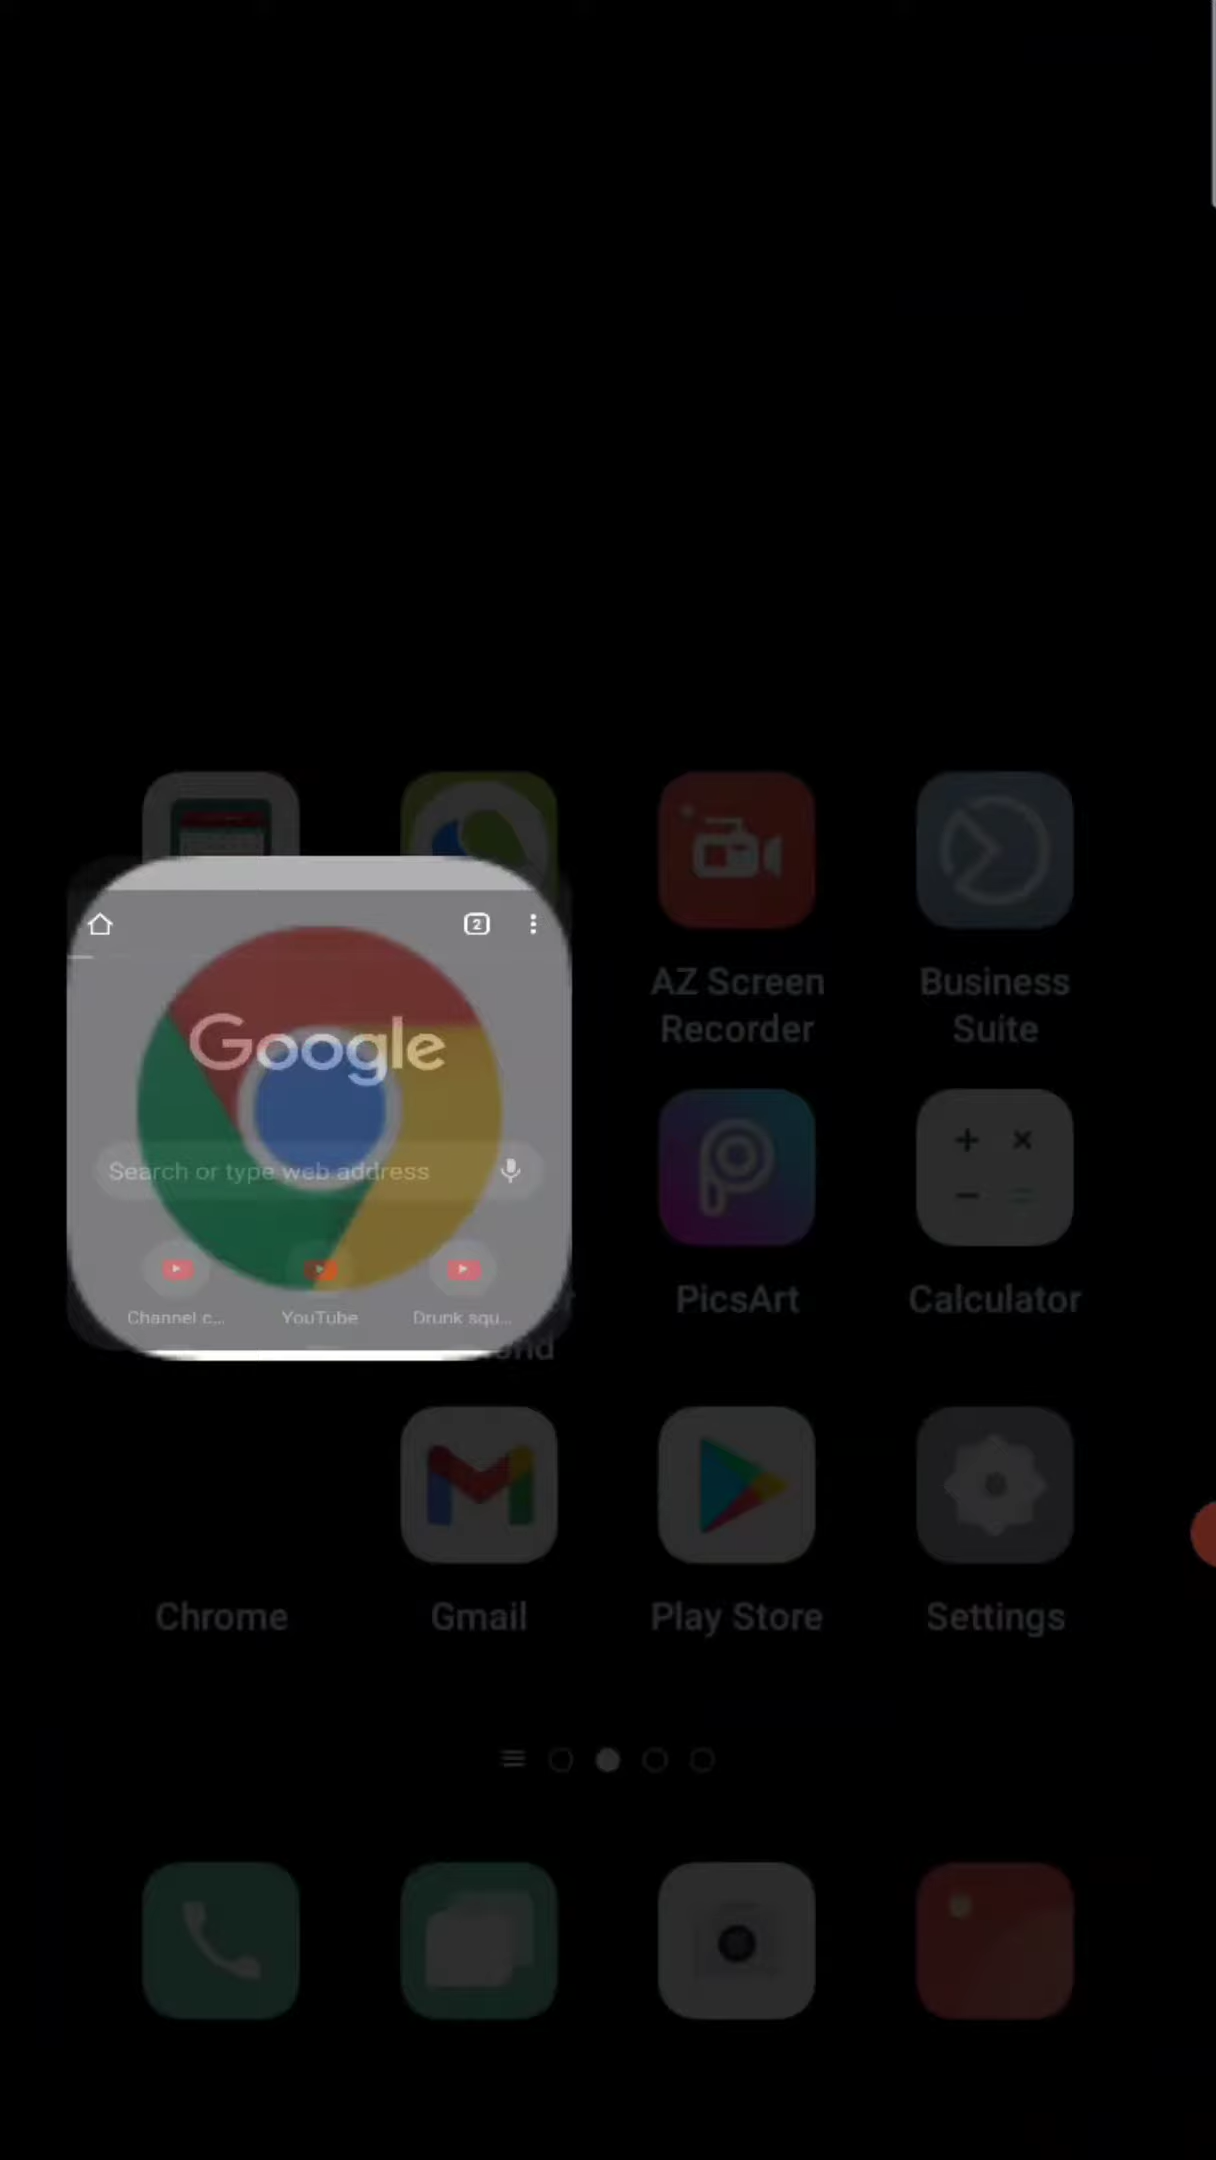 2
Google
Search or type web address
Channel c...
YouTube
Drunk squ...
AZ Screen
Recorder
Business
Suite
PicsArt
Calculator
Chrome
Gmail
Play Store
Settings